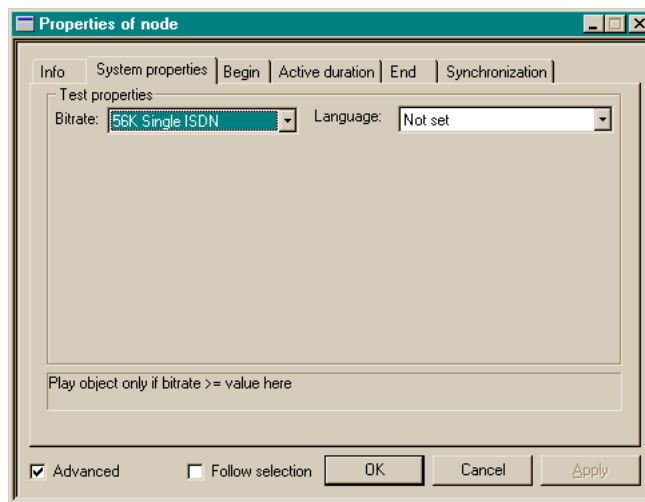 Properties of node
Info System properties Begin Active duration End Synchronization
Test properties
Bitrate: 56K Single ISDN Language: Not set
Play object only if bitrate >= value here
Advanced Follow selection OK Cancel Apply